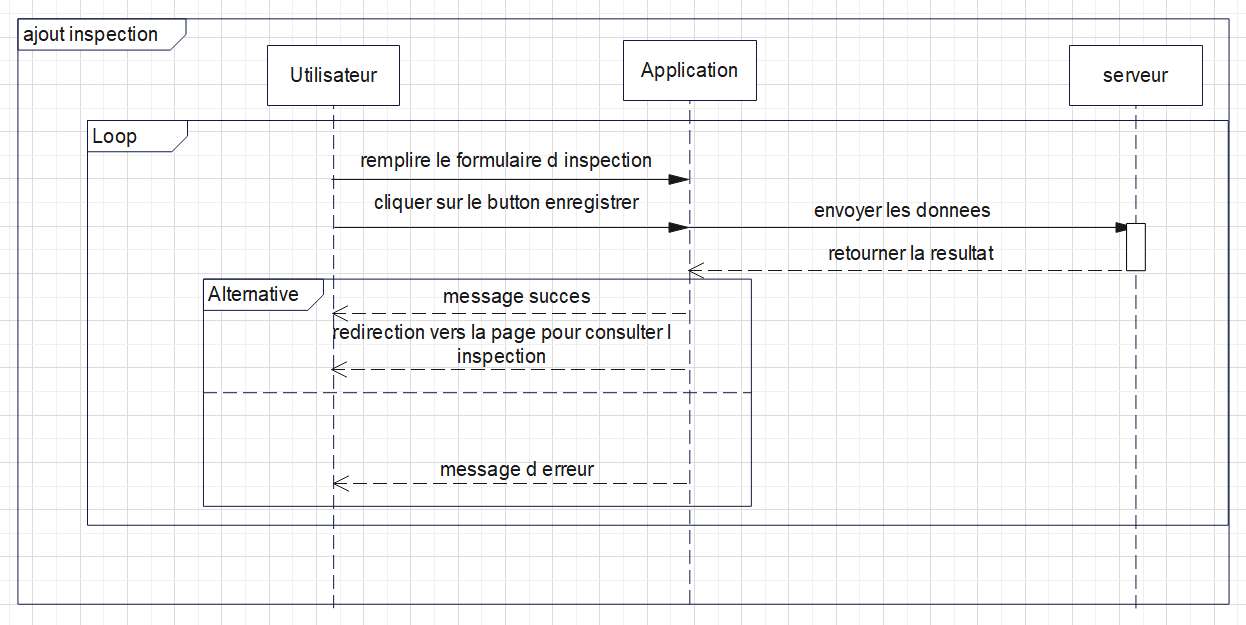 ajout inspection
Utilisateur
Application
serveur
Loop
remplire le formulaire d inspection
cliquer sur le button enregistrer
envoyer les donnees
retourner la resultat
Alternative
message succes
redirection vers la page pour consulter l
inspection
message d erreur